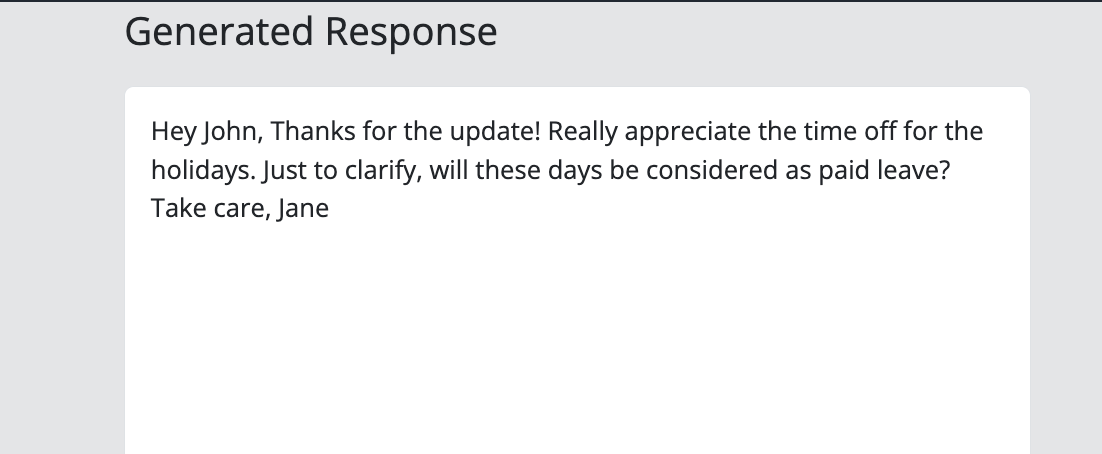 Generated Response
Hey John, Thanks for the update! Really appreciate the time off for the
holidays. Just to clarify, will these days be considered as paid leave?
Take care, Jane